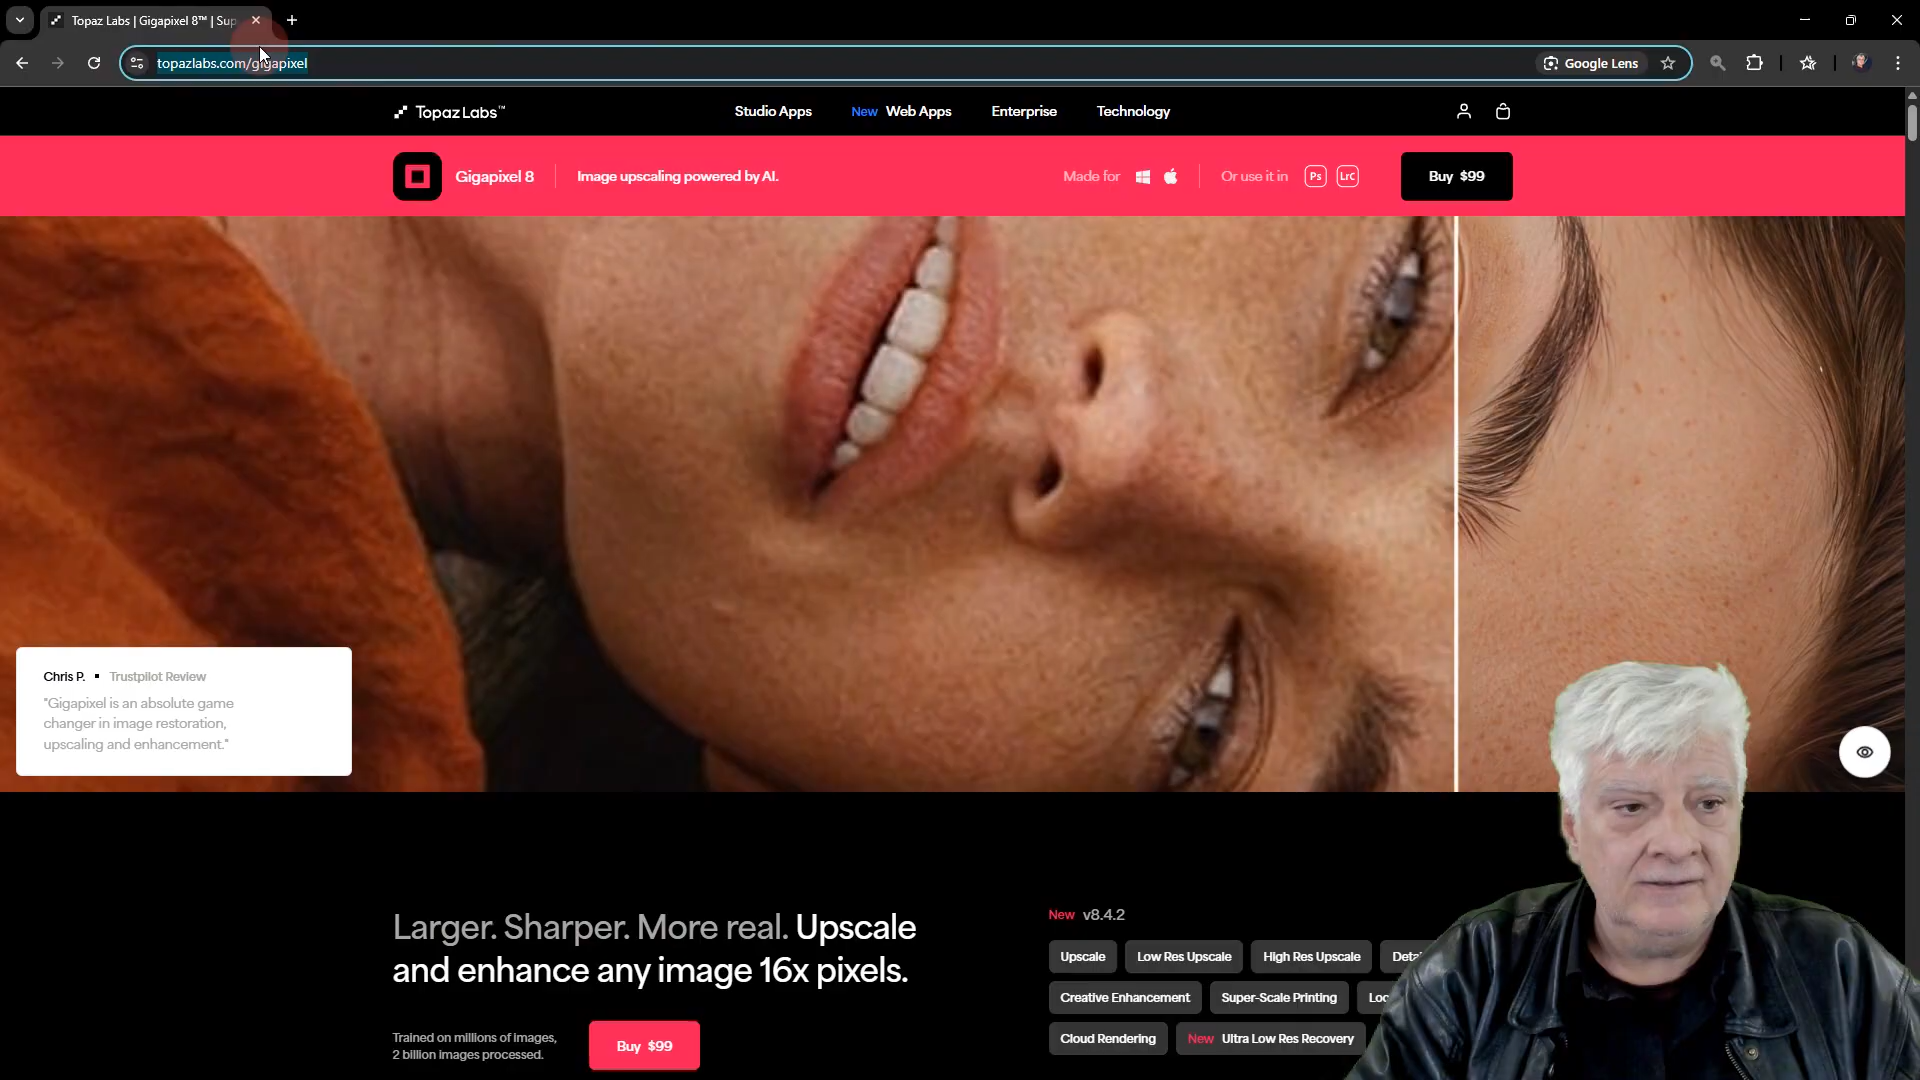 Topaz Labs | Gigapixel 8™ | Sup
topazlabs.com/gigapixel
Google Lens
Topaz Labs™
Studio Apps
New Web Apps
Enterprise
Technology
Gigapixel 8
Image upscaling powered by AI.
Made for
Or use it in
Ps
LrC
Buy $99
Chris P. ▪ Trustpilot Review
"Gigapixel is an absolute game
changer in image restoration,
upscaling and enhancement."
Larger. Sharper. More real. Upscale
and enhance any image 16x pixels.
Trained on millions of images,
2 billion images processed.
Buy $99
New v8.4.2
Upscale
Low Res Upscale
High Res Upscale
Creative Enhancement
Super-Scale Printing
Cloud Rendering
New Ultra Low Res Recovery